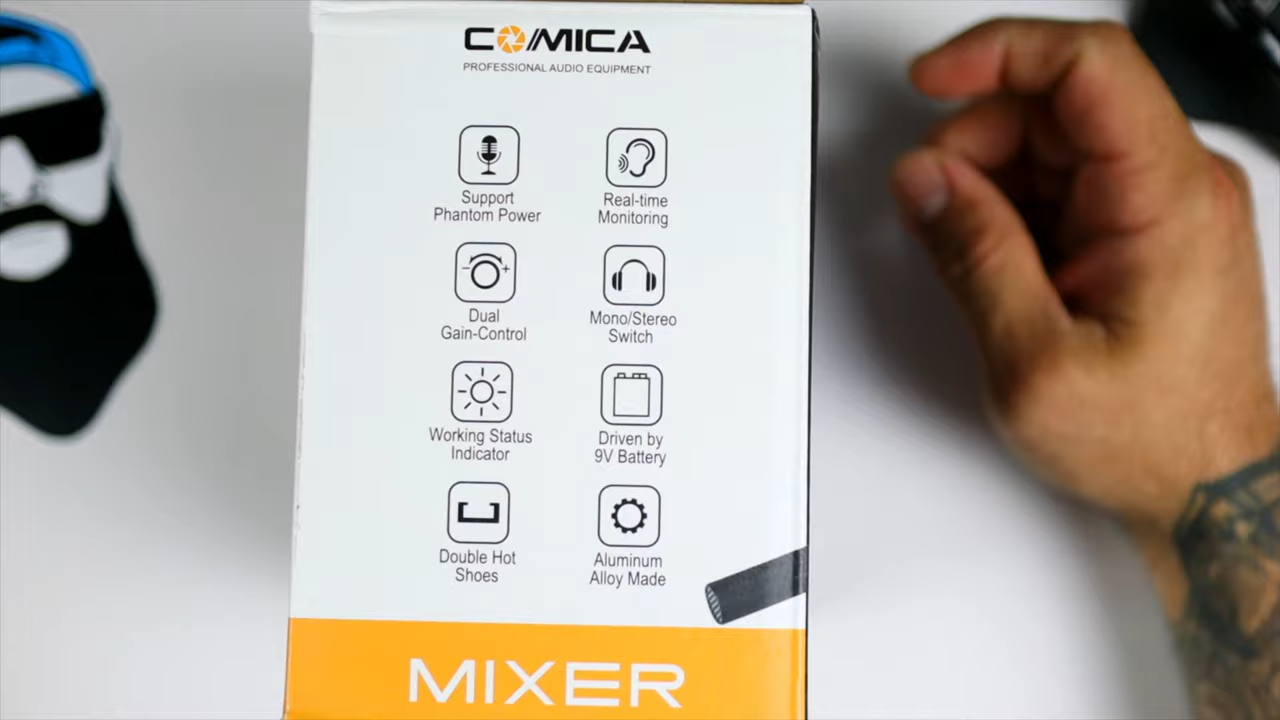 COMICA
PROFESSIONAL AUDIO EQUIPMENT
Support
Phantom Power
Real-time
Monitoring
Dual
Gain-Control
Mono/Stereo
Switch
Working Status
Indicator
Driven by
9V Battery
Double Hot
Shoes
Aluminum
Alloy Made
MIXER